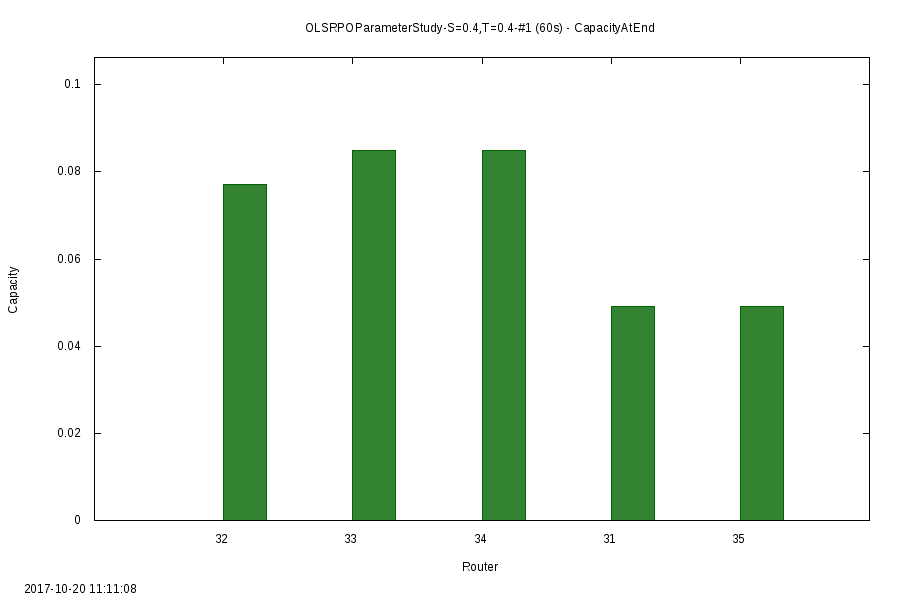 OLSRPOParameterStudy-S=0.4,T=0.4-#1 (60s) - CapacityAtEnd
0.1
0.08
0.06
0.04
0.02
0
Capacity
32 33 34 31 35
Router
2017-10-20 11:11:08